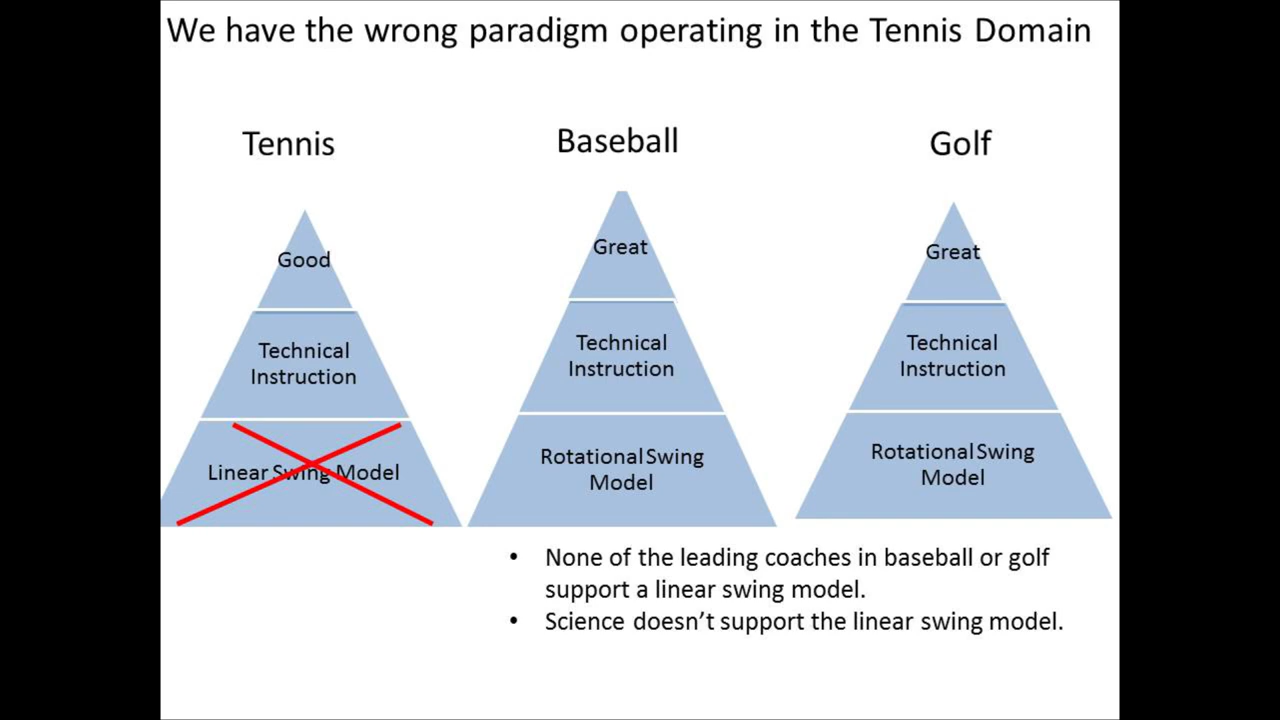 We have the wrong paradigm operating in the Tennis Domain
Tennis
Good
Technical
Instruction
Linear Swing Model
Baseball
Great
Technical
Instruction
Rotational Swing
Model
Golf
Great
Technical
Instruction
Rotational Swing
Model
• None of the leading coaches in baseball or golf
support a linear swing model.
• Science doesn't support the linear swing model.